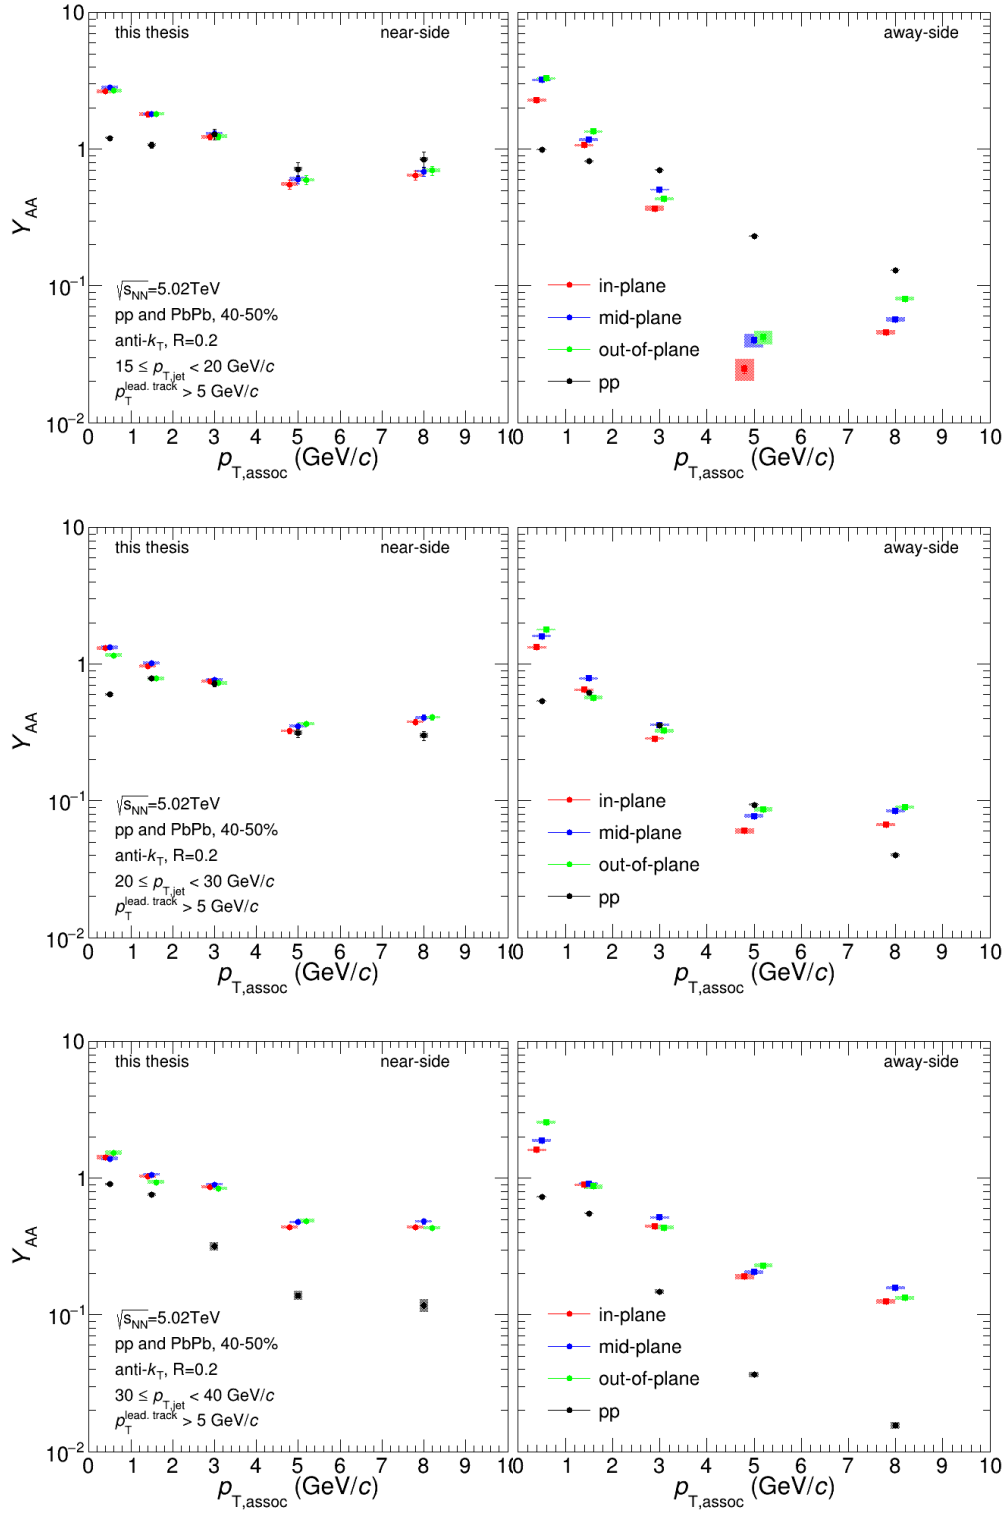 10
1
10⁻¹
10⁻²
Y_AA
this thesis near-side
√s_NN=5.02TeV
pp and PbPb, 40-50%
anti-k_T, R=0.2
15 ≤ p_T,jet < 20 GeV/c
p_T^lead. track > 5 GeV/c
0 1 2 3 4 5 6 7 8 9 10
p_T,assoc (GeV/c)
away-side
in-plane
mid-plane
out-of-plane
pp
0 1 2 3 4 5 6 7 8 9 10
p_T,assoc (GeV/c)
10
1
10⁻¹
10⁻²
Y_AA
this thesis near-side
√s_NN=5.02TeV
pp and PbPb, 40-50%
anti-k_T, R=0.2
20 ≤ p_T,jet < 30 GeV/c
p_T^lead. track > 5 GeV/c
0 1 2 3 4 5 6 7 8 9 10
p_T,assoc (GeV/c)
away-side
in-plane
mid-plane
out-of-plane
pp
0 1 2 3 4 5 6 7 8 9 10
p_T,assoc (GeV/c)
10
1
10⁻¹
10⁻²
Y_AA
this thesis near-side
√s_NN=5.02TeV
pp and PbPb, 40-50%
anti-k_T, R=0.2
30 ≤ p_T,jet < 40 GeV/c
p_T^lead. track > 5 GeV/c
0 1 2 3 4 5 6 7 8 9 10
p_T,assoc (GeV/c)
away-side
in-plane
mid-plane
out-of-plane
pp
0 1 2 3 4 5 6 7 8 9 10
p_T,assoc (GeV/c)